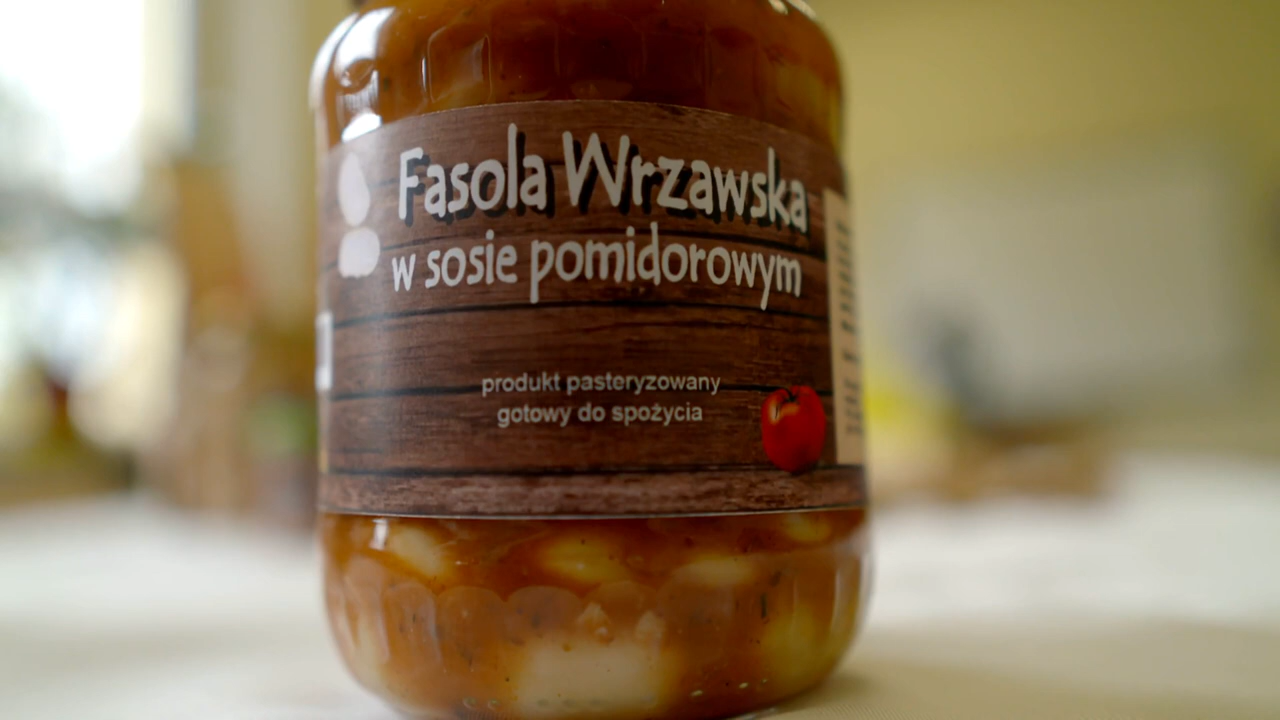 Fasola Wrzawska
w sosie pomidorowym
produkt pasteryzowany
gotowy do spożycia